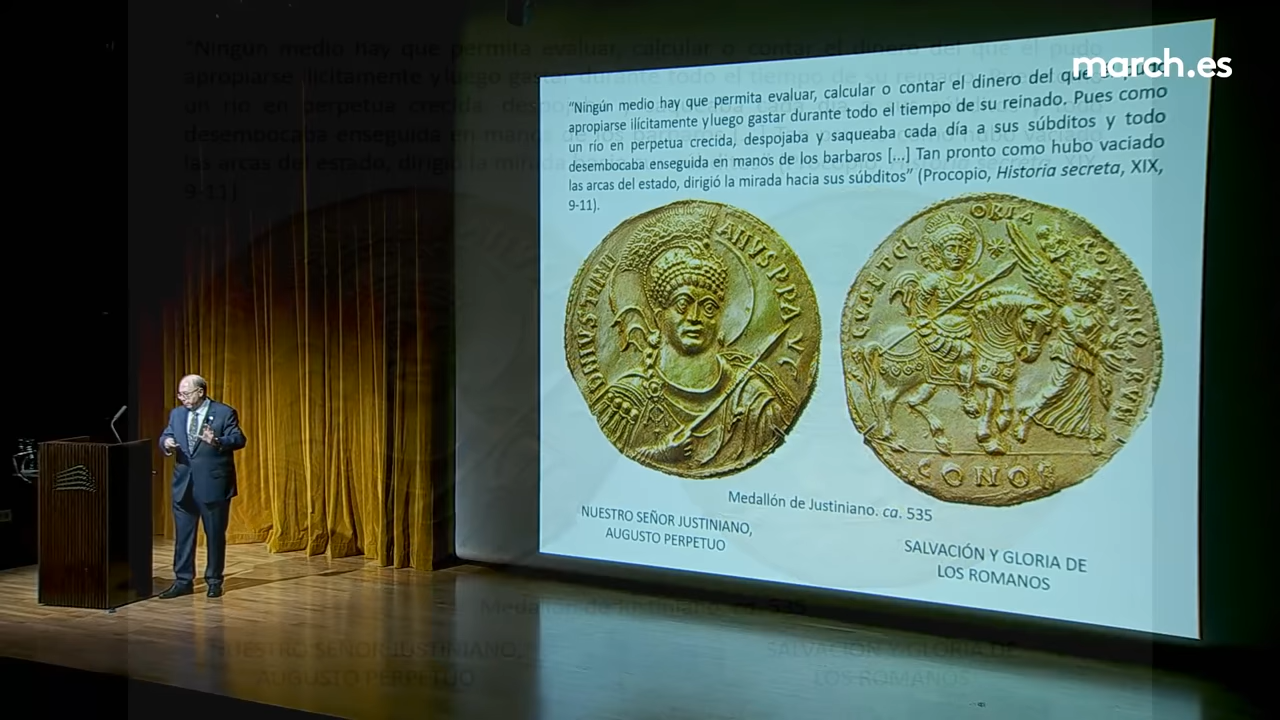 march.es
“Ningún medio hay que permita evaluar, calcular o contar el dinero del que él pudo
apropiarse ilícitamente y luego gastar durante todo el tiempo de su reinado. Pues como
un río en perpetua crecida, despojaba y saqueaba cada día a sus súbditos y todo
desembocaba enseguida en manos de los barbaros [...] Tan pronto como hubo vaciado
las arcas del estado, dirigió la mirada hacia sus súbditos” (Procopio, Historia secreta, XIX,
9-11).
DNIVSTINII ANVSPPAVC
ORIA
CONOB
Medallón de Justiniano. ca. 535
NUESTRO SEÑOR JUSTINIANO,
AUGUSTO PERPETUO
SALVACIÓN Y GLORIA DE
LOS ROMANOS